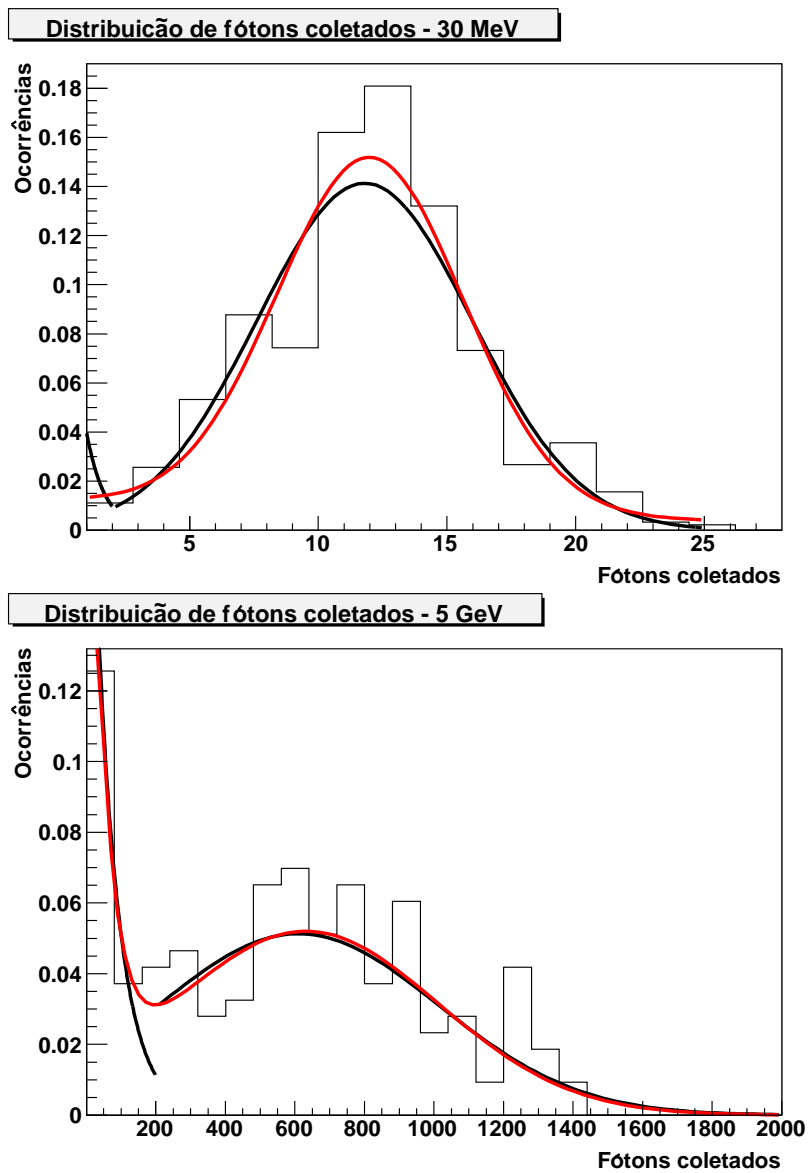 Distribuicão de fótons coletados - 30 MeV
Ocorrências
0.18
0.16
0.14
0.12
0.1
0.08
0.06
0.04
0.02
0
5 10 15 20 25
Fótons coletados
Distribuicão de fótons coletados - 5 GeV
Ocorrências
0.12
0.1
0.08
0.06
0.04
0.02
0
200 400 600 800 1000 1200 1400 1600 1800 2000
Fótons coletados